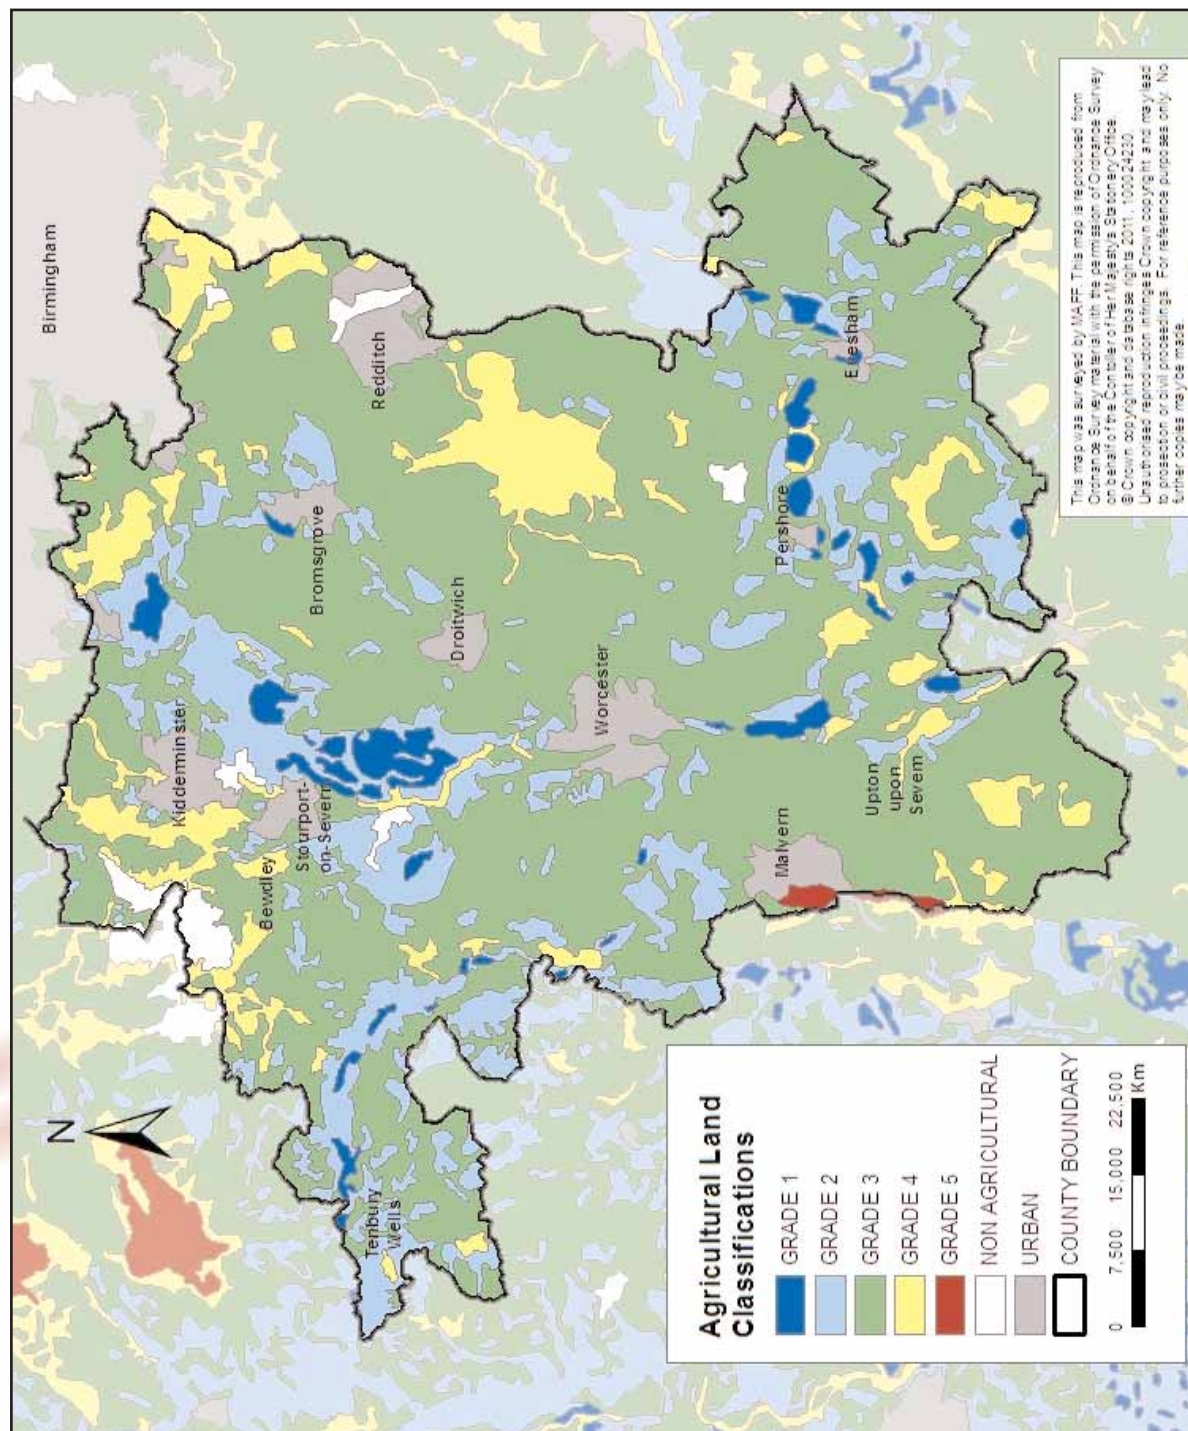 Birmingham
Redditch
Bromsgrove
Kidderminster
Droitwich
Stourport-
on-Severn
Bewdley
Worcester
Evesham
Pershore
Malvern
Upton
upon
Severn
Tenbury
Wells
N
Agricultural Land
Classifications
GRADE 1
GRADE 2
GRADE 3
GRADE 4
GRADE 5
NON AGRICULTURAL
URBAN
COUNTY BOUNDARY
0 7,500 15,000 22,500
Km
This map was surveyed by MAFF. This map is reproduced from
Ordnance Survey material with the permission of Ordnance Survey
on behalf of the Contoller of Her Majesty's Stationery Office.
© Crown copyright and database rights 2011. 100024230.
Unauthorised reproduction infringes Crown copyright and may lead
to prosecution or civil procedings. For reference purposes only. No
further copies may be made.